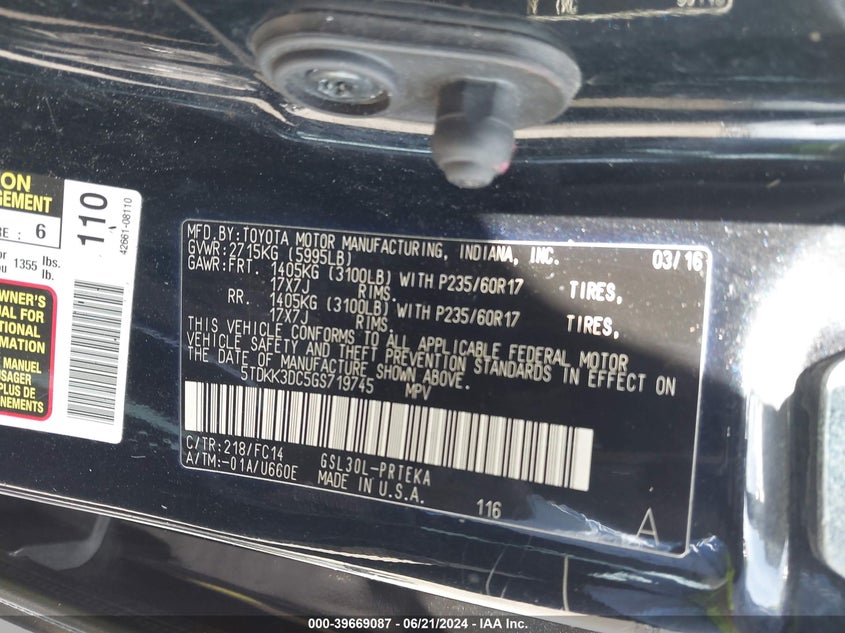 ION
GEMENT
RE : 6
1355 lbs.
lb.
110
42661-08110
OWNER'S
FOR
TIONAL
MATION
MANUEL
USAGER
PLUS DE
NEMENTS
MFD.BY:TOYOTA MOTOR MANUFACTURING, INDIANA, INC. 03/16
GVWR:2715KG (5995LB)
GAWR:FRT. 1405KG (3100LB) WITH P235/60R17 TIRES,
17X7J RIMS.
RR. 1405KG (3100LB) WITH P235/60R17 TIRES,
17X7J RIMS.
THIS VEHICLE CONFORMS TO ALL APPLICABLE FEDERAL MOTOR
VEHICLE SAFETY AND THEFT PREVENTION STANDARDS IN EFFECT ON
THE DATE OF MANUFACTURE SHOWN ABOVE.
5TDKK3DC5GS719745 MPV
C/TR:218/FC14 GSL30L-PRTEKA
A/TM:-01A/U660E MADE IN U.S.A.
116
A
000-39669087 - 06/21/2024 - IAA Inc.